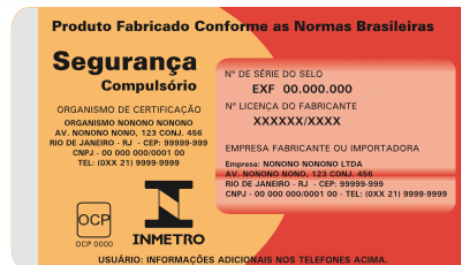 Produto Fabricado Conforme as Normas Brasileiras
Segurança
Compulsório
ORGANISMO DE CERTIFICAÇÃO
ORGANISMO NONONO NONONO
AV. NONONO NONO, 123 CONJ. 456
RIO DE JANEIRO - RJ - CEP: 99999-999
CNPJ - 00 000 000/0001 00
TEL: (0XX 21) 9999-9999
OCP
OCP 0000
INMETRO
Nº DE SÉRIE DO SELO
EXF 00.000.000
Nº LICENÇA DO FABRICANTE
XXXXXX/XXXX
EMPRESA FABRICANTE OU IMPORTADORA
Empresa: NONONO NONONO LTDA
AV. NONONO NONO, 123 CONJ. 456
RIO DE JANEIRO - RJ - CEP: 99999-999
CNPJ - 00 000 000/0001 00 - TEL: (0XX 21) 9999-9999
USUÁRIO: INFORMAÇÕES ADICIONAIS NOS TELEFONES ACIMA.